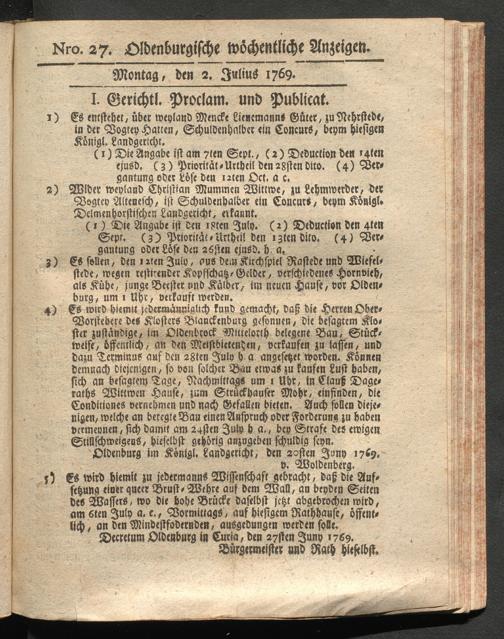 Nro. 27. Oldenburgische wöchentliche Anzeigen.
Montag, den 2. Julius 1769.
I. Gerichtl. Proclam. und Publicat.
1) Es entstehet, über weyland Mencke Lienemanns Güter, zu Nehrstede,
in der Vogtey Hatten, Schuldenhalber ein Concurs, beym hiesigen
Königl. Landgericht.
(1) Die Angabe ist am 7ten Sept., (2) Deduction den 14ten
ejusd. (3) Priorität-Urtheil den 28sten dito. (4) Ver-
gantung oder Löse den 12ten Oct. a c.
2) Wider weyland Christian Mummen Wittwe, zu Lehmwerder, der
Vogtey Altenesch, ist Schuldenhalber ein Concurs, beym Königl.
Delmenhorstischen Landgericht, erkannt.
(1) Die Angabe ist den 18ten July. (2) Deduction den 4ten
Sept. (3) Priorität-Urtheil den 13ten dito. (4) Ver-
gantung oder Löse den 26sten ejusd. h. a.
3) Es sollen, den 12ten July, aus dem Kirchspiel Rastede und Wiefel-
stede, wegen restirender Kopfschatz-Gelder, verschiedenes Hornvieh,
als Kühe, junge Beester und Kälber, im neuen Hause, vor Olden-
burg, um 1 Uhr, verkauft werden.
4) Es wird hiemit jedermänniglich kund gemacht, daß die Herren Ober-
Vorstehere des Klosters Blanckenburg gesonnen, die besagtem Klo-
ster zuständige, im Oldenbrock Mittelorth belegene Bau, Stück-
weise, öffentlich, an den Meistbietenden, verkaufen zu lassen, und
dazu Terminus auf den 28sten July h a angesetzet worden. Können
demnach diejenigen, so von solcher Bau etwas zu kaufen Lust haben,
sich an besagtem Tage, Nachmittags um 1 Uhr, in Clauß Dage-
raths Wittwen Hause, zum Strückhauser Mohr, einfinden, die
Conditiones vernehmen und nach Gefallen bieten. Auch sollen dieje-
nigen, welche an beregte Bau einen Anspruch oder Forderung zu haben
vermeynen, sich damit am 24sten July h a., bey Strafe des ewigen
Stillschweigens, hieselbst gehörig anzugeben schuldig seyn.
Oldenburg im Königl. Landgericht, den 20sten Juny 1769.
v. Woldenberg.
5) Es wird hiemit zu jedermanns Wissenschaft gebracht, daß die Auf-
setzung einer quer Brust-Wehre auf dem Wall, an beyden Seiten
des Wassers, wo die hohe Brücke daselbst jetzt abgebrochen wird,
am 6ten July a. c., Vormittags, auf hiesigem Rathhause, öffent-
lich, an den Mindestfodernden, ausgedungen werden solle.
Decretum Oldenburg in Curia, den 27sten Juny 1769.
Bürgermeister und Rath hieselbst.